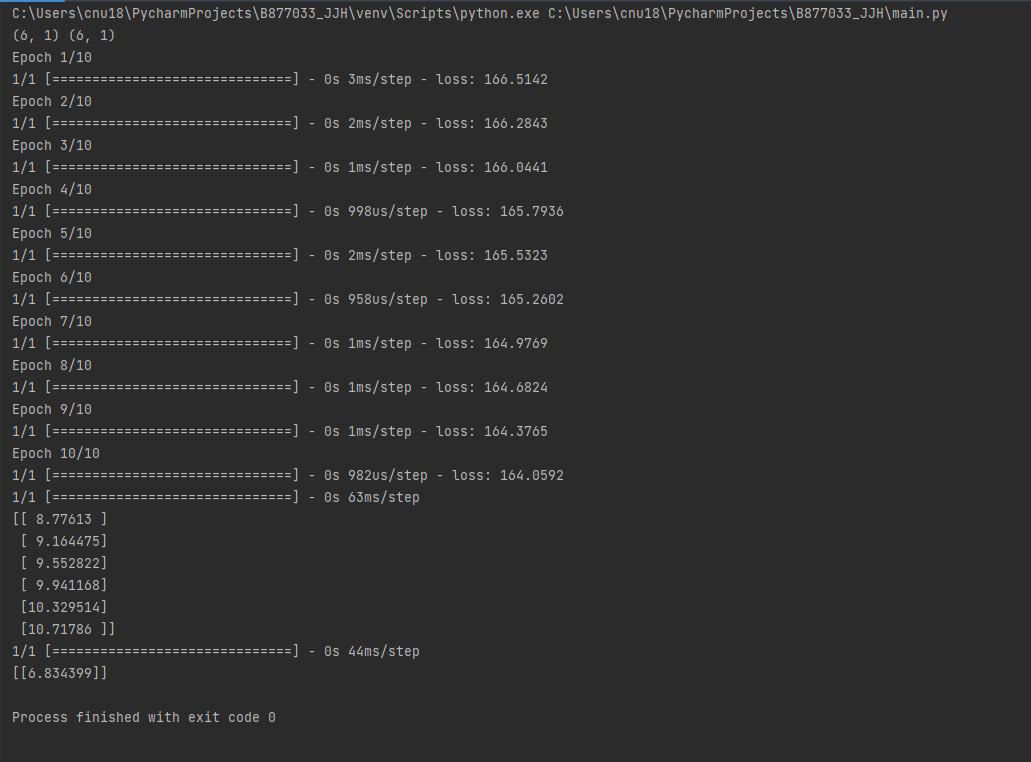 C:\Users\cnu18\PycharmProjects\B877033_JJH\venv\Scripts\python.exe C:\Users\cnu18\PycharmProjects\B877033_JJH\main.py
(6, 1) (6, 1)
Epoch 1/10
1/1 [==============================] - 0s 3ms/step - loss: 166.5142
Epoch 2/10
1/1 [==============================] - 0s 2ms/step - loss: 166.2843
Epoch 3/10
1/1 [==============================] - 0s 1ms/step - loss: 166.0441
Epoch 4/10
1/1 [==============================] - 0s 998us/step - loss: 165.7936
Epoch 5/10
1/1 [==============================] - 0s 2ms/step - loss: 165.5323
Epoch 6/10
1/1 [==============================] - 0s 958us/step - loss: 165.2602
Epoch 7/10
1/1 [==============================] - 0s 1ms/step - loss: 164.9769
Epoch 8/10
1/1 [==============================] - 0s 1ms/step - loss: 164.6824
Epoch 9/10
1/1 [==============================] - 0s 1ms/step - loss: 164.3765
Epoch 10/10
1/1 [==============================] - 0s 982us/step - loss: 164.0592
1/1 [==============================] - 0s 63ms/step
[[ 8.77613 ]
 [ 9.164475]
 [ 9.552822]
 [ 9.941168]
 [10.329514]
 [10.71786 ]]
1/1 [==============================] - 0s 44ms/step
[[6.834399]]
Process finished with exit code 0